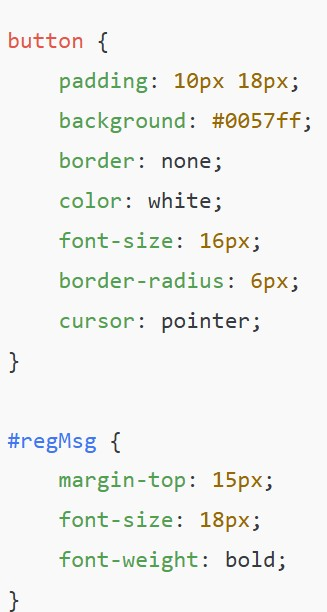 button {
    padding: 10px 18px;
    background: #0057ff;
    border: none;
    color: white;
    font-size: 16px;
    border-radius: 6px;
    cursor: pointer;
}

#regMsg {
    margin-top: 15px;
    font-size: 18px;
    font-weight: bold;
}